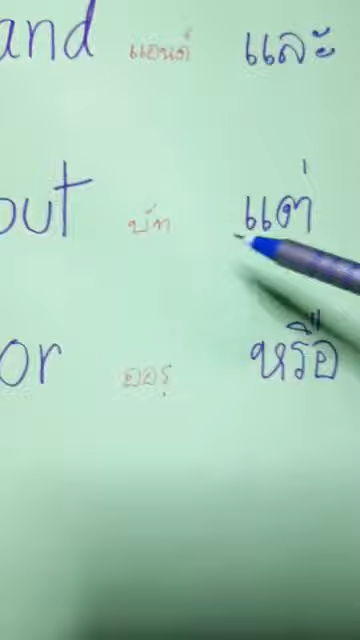 and แอนด์ และ
out บัท แต่
or ออร์ หรือ